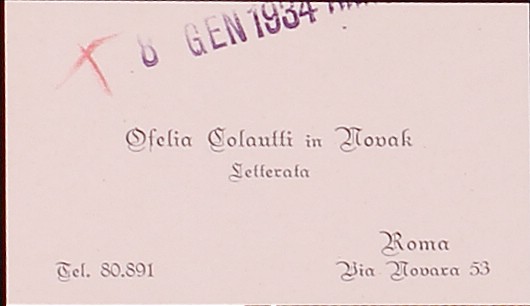 8 GEN 1934
Ofelia Colautti in Novak
Letterata
Roma
Tel. 80.891
Via Novara 53